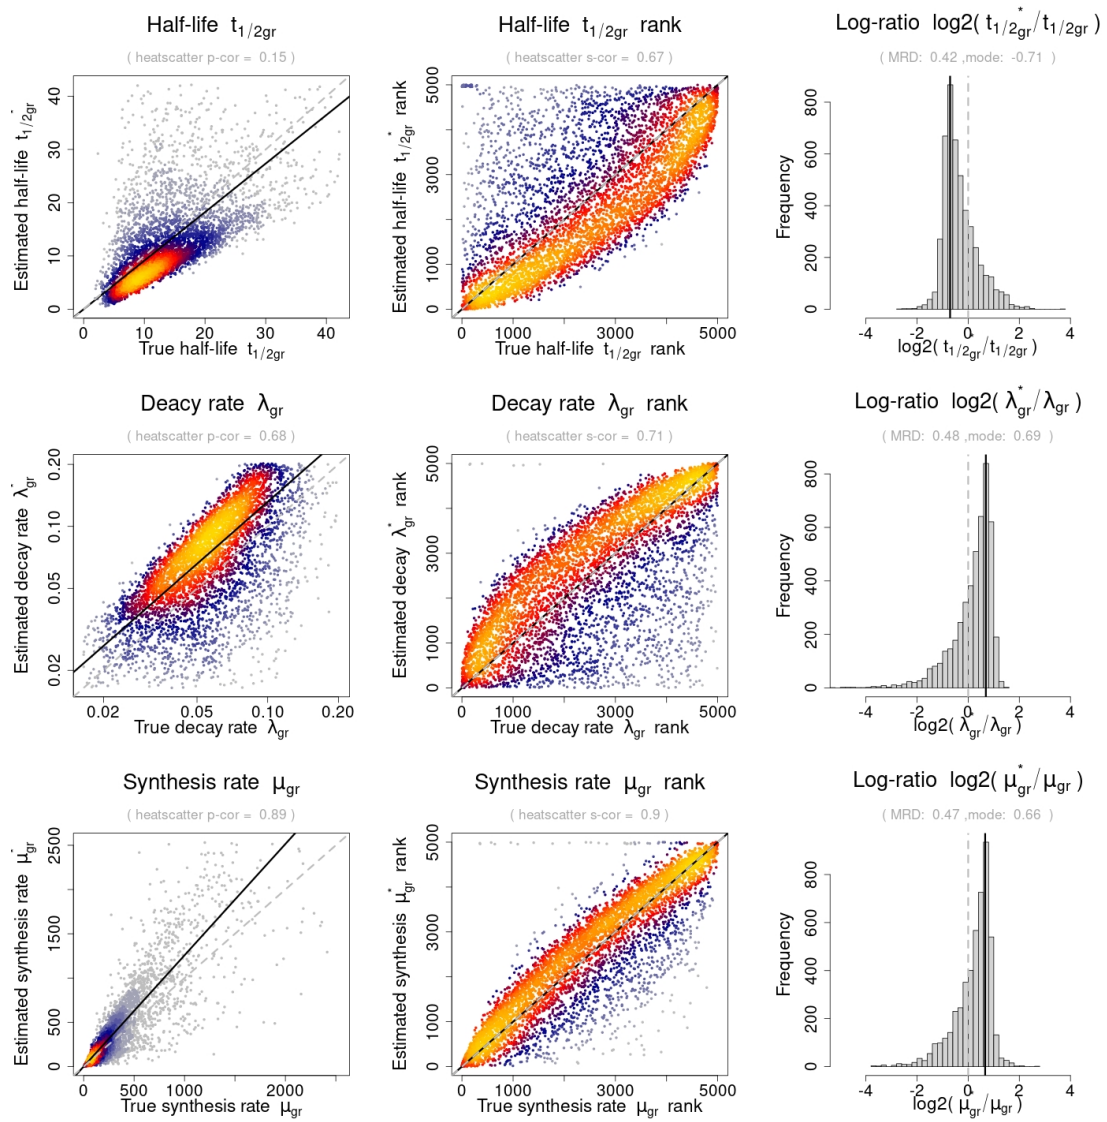 Half-life t1/2gr
( heatscatter p-cor = 0.15 )
Estimated half-life t*1/2gr
40
30
20
10
0
0 10 20 30 40
True half-life t1/2gr
Half-life t1/2gr rank
( heatscatter s-cor = 0.67 )
Estimated half-life t*1/2gr rank
5000
3000
1000
0
0 1000 3000 5000
True half-life t1/2gr rank
Log-ratio log2( t*1/2gr/t1/2gr )
( MRD: 0.42 ,mode: -0.71 )
Frequency
800
600
400
200
0
-4 -2 0 2 4
log2( t1/2gr/t1/2gr )
Deacy rate λgr
( heatscatter p-cor = 0.68 )
Estimated decay rate λ*gr
0.20
0.10
0.05
0.02
0.02 0.05 0.10 0.20
True decay rate λgr
Decay rate λgr rank
( heatscatter s-cor = 0.71 )
Estimated decay λ*gr rank
5000
3000
1000
0
0 1000 3000 5000
True decay rate λgr rank
Log-ratio log2( λ*gr/λgr )
( MRD: 0.48 ,mode: 0.69 )
Frequency
800
600
400
200
0
-4 -2 0 2 4
log2( λgr/λgr )
Synthesis rate μgr
( heatscatter p-cor = 0.89 )
Estimated synthesis rate μ*gr
2500
1500
500
0
0 500 1000 2000
True synthesis rate μgr
Synthesis rate μgr rank
( heatscatter s-cor = 0.9 )
Estimated synthesis μ*gr rank
5000
3000
1000
0
0 1000 3000 5000
True synthesis rate μgr rank
Log-ratio log2( μ*gr/μgr )
( MRD: 0.47 ,mode: 0.66 )
Frequency
800
600
400
200
0
-4 -2 0 2 4
log2( μgr/μgr )